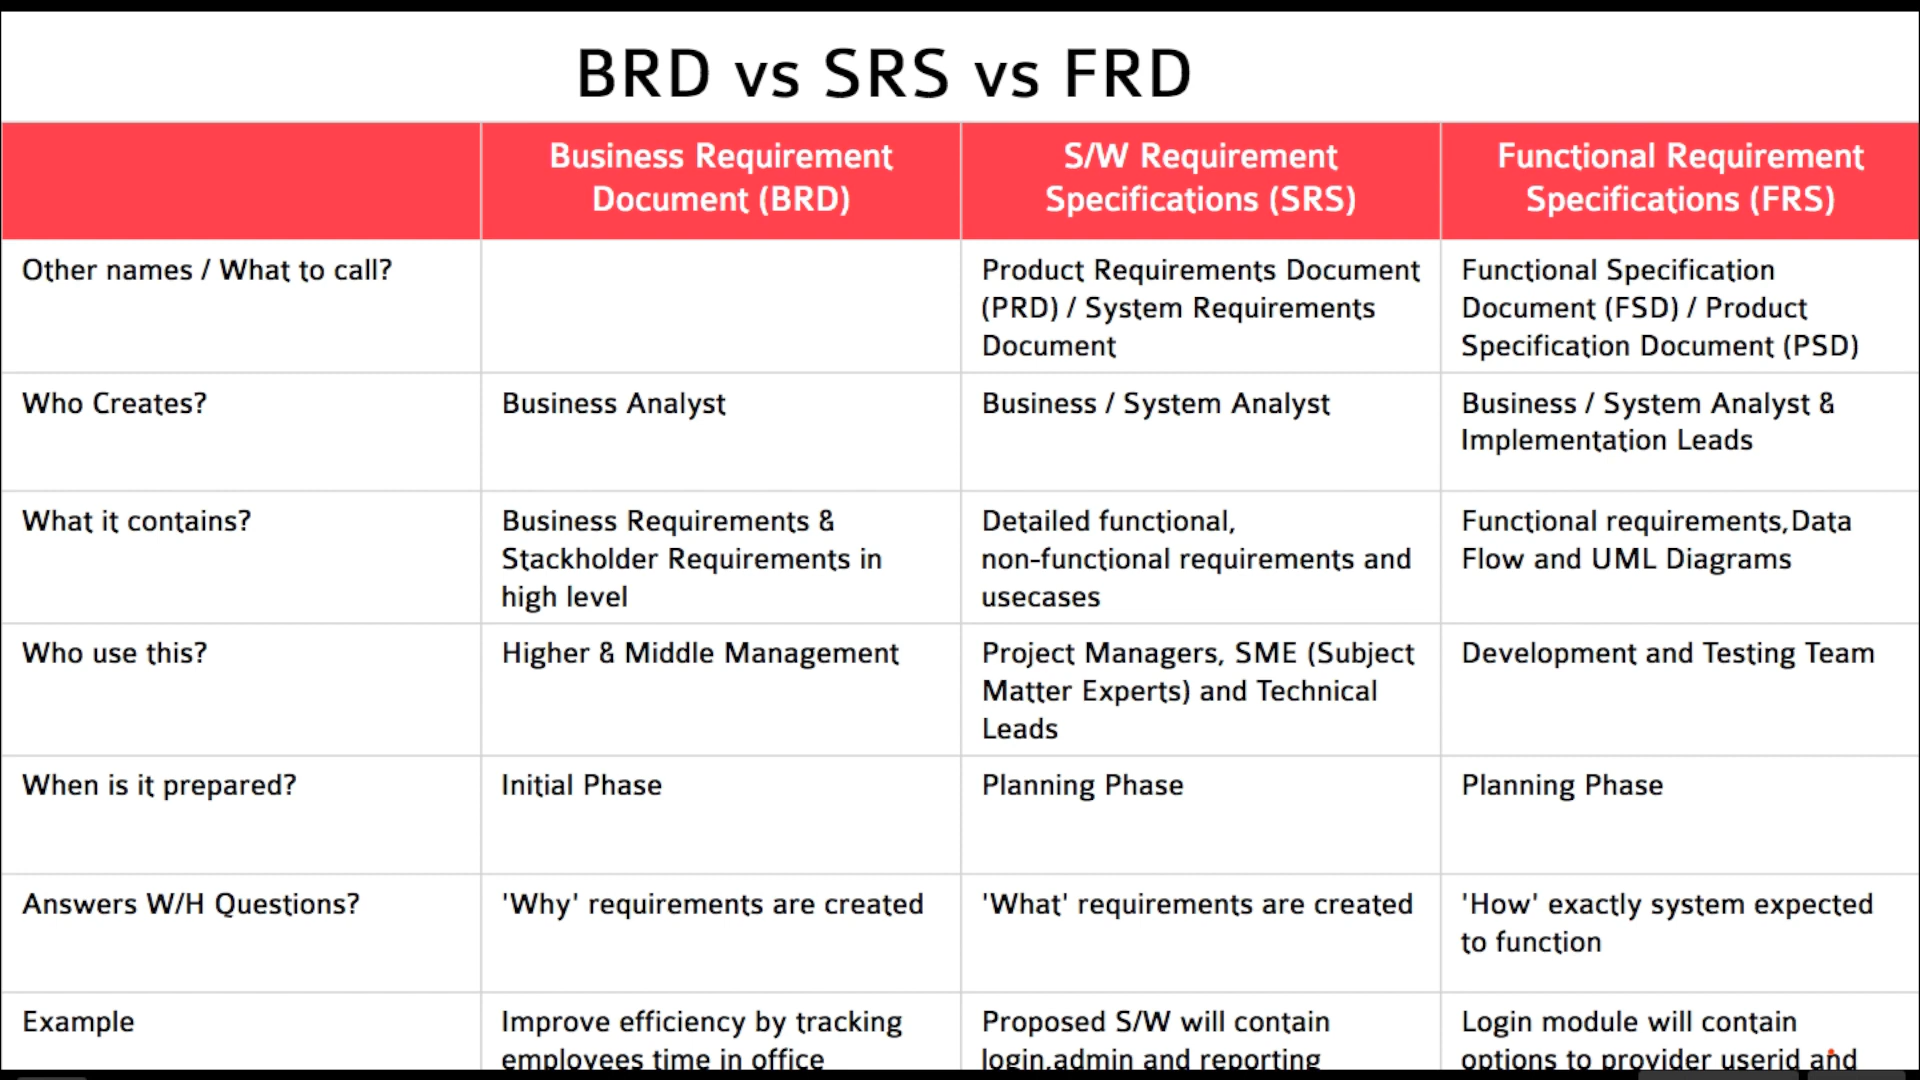 BRD vs SRS vs FRD
Business Requirement
Document (BRD)
S/W Requirement
Specifications (SRS)
Functional Requirement
Specifications (FRS)
Other names / What to call?
Product Requirements Document
(PRD) / System Requirements
Document
Functional Specification
Document (FSD) / Product
Specification Document (PSD)
Who Creates?
Business Analyst
Business / System Analyst
Business / System Analyst &
Implementation Leads
What it contains?
Business Requirements &
Stackholder Requirements in
high level
Detailed functional,
non-functional requirements and
usecases
Functional requirements,Data
Flow and UML Diagrams
Who use this?
Higher & Middle Management
Project Managers, SME (Subject
Matter Experts) and Technical
Leads
Development and Testing Team
When is it prepared?
Initial Phase
Planning Phase
Planning Phase
Answers W/H Questions?
'Why' requirements are created
'What' requirements are created
'How' exactly system expected
to function
Example
Improve efficiency by tracking
employees time in office
Proposed S/W will contain
login,admin and reporting
Login module will contain
options to provider userid and